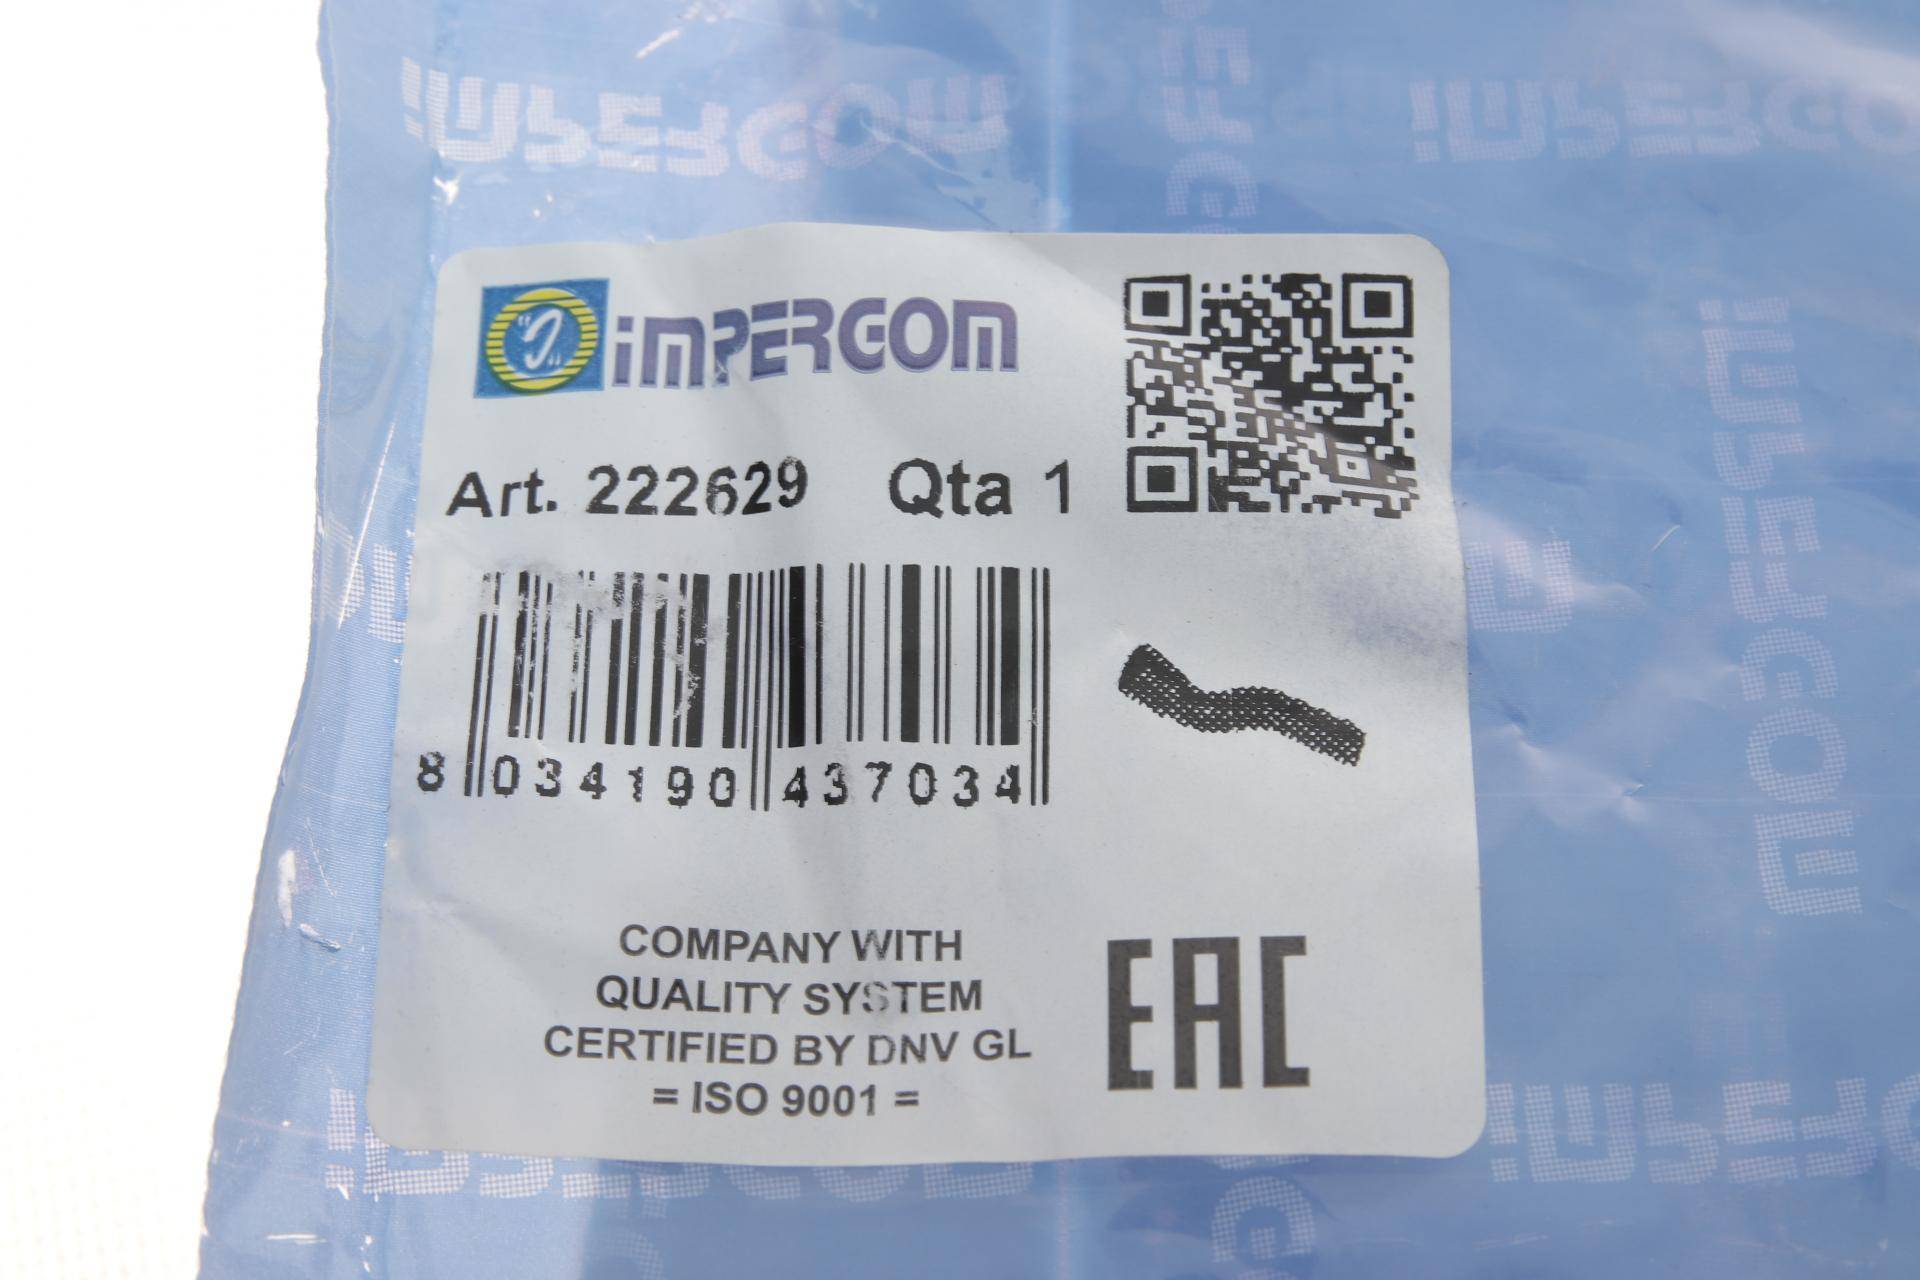 IMPERGOM
Art. 222629 Qta 1
8 034190 437034
COMPANY WITH
QUALITY SYSTEM
CERTIFIED BY DNV GL
= ISO 9001 =
EAC